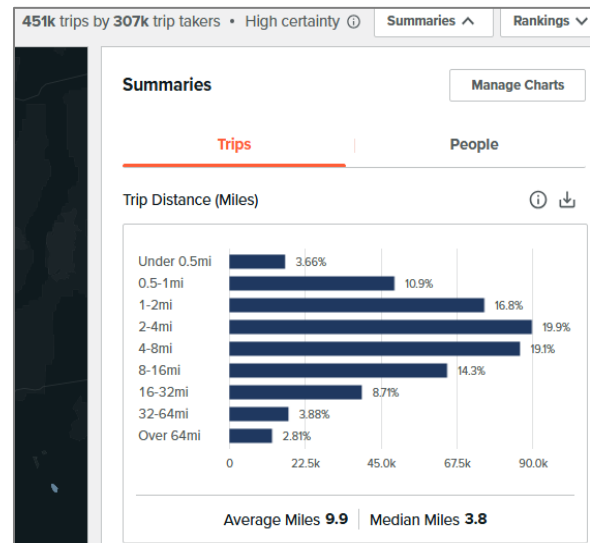 451k trips by 307k trip takers • High certainty Summaries Rankings
Summaries
Manage Charts
Trips
People
Trip Distance (Miles)
Under 0.5mi 3.66%
0.5-1mi 10.9%
1-2mi 16.8%
2-4mi 19.9%
4-8mi 19.1%
8-16mi 14.3%
16-32mi 8.71%
32-64mi 3.88%
Over 64mi 2.81%
0 22.5k 45.0k 67.5k 90.0k
Average Miles 9.9 Median Miles 3.8